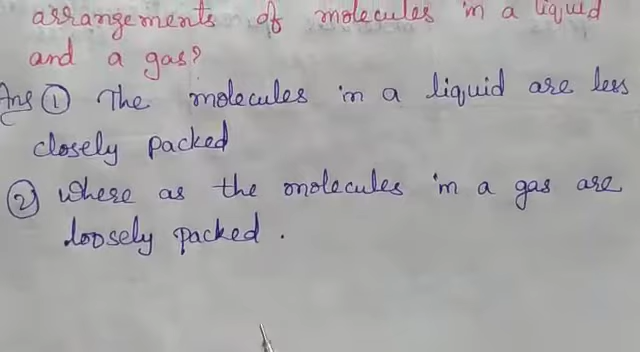 arrangements of molecules in a liquid
and a gas?
Ans ① The molecules in a liquid are less
closely packed
② Where as the molecules in a gas are
loosely packed.